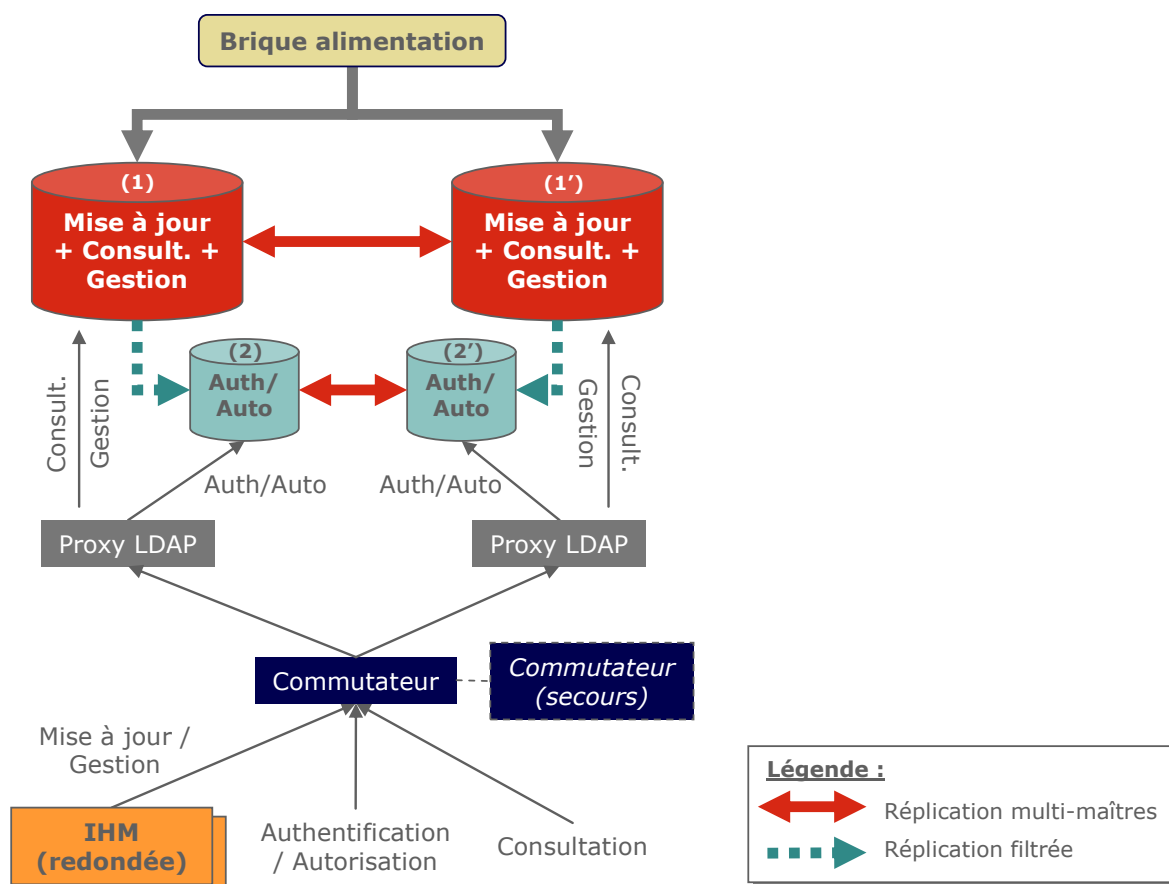 Brique alimentation
(1)
Mise à jour
+ Consult. +
Gestion
(1’)
Mise à jour
+ Consult. +
Gestion
(2)
Auth/
Auto
(2’)
Auth/
Auto
Consult.
Gestion
Gestion
Consult.
Auth/Auto
Auth/Auto
Proxy LDAP
Proxy LDAP
Commutateur
Commutateur
(secours)
Mise à jour /
Gestion
IHM
(redondée)
Authentification
/ Autorisation
Consultation
Légende :
Réplication multi-maîtres
Réplication filtrée